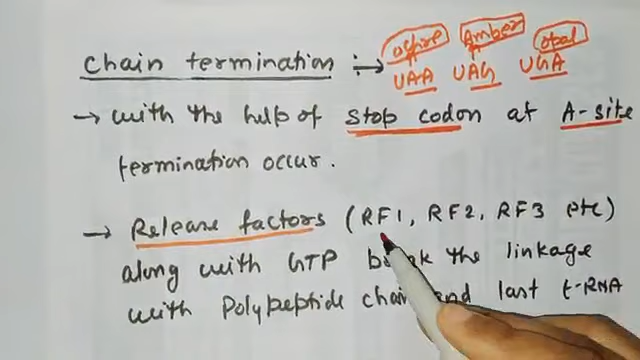 ochre Amber opal
Chain termination :→ UAA UAG UGA
→ with the help of stop codon at A-site
termination occur.
→ Release factors (RF1, RF2, RF3 etc)
along with GTP break the linkage
with Polypeptide chain and last t-RNA